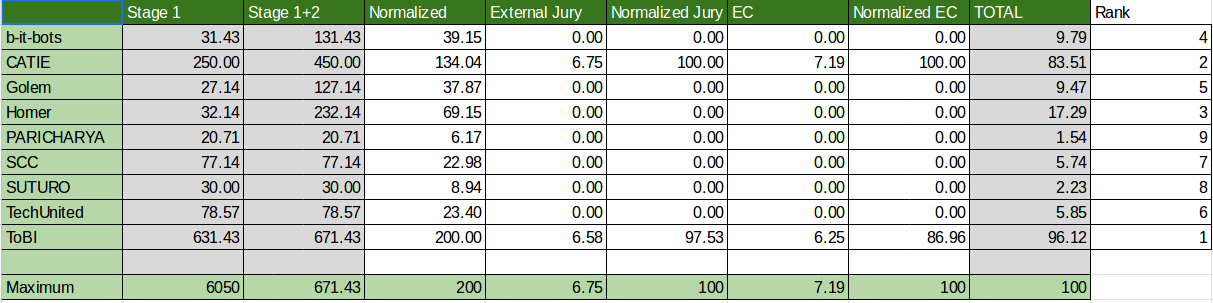 Stage 1 Stage 1+2 Normalized External Jury Normalized Jury EC Normalized EC TOTAL Rank
b-it-bots 31.43 131.43 39.15 0.00 0.00 0.00 0.00 9.79 4
CATIE 250.00 450.00 134.04 6.75 100.00 7.19 100.00 83.51 2
Golem 27.14 127.14 37.87 0.00 0.00 0.00 0.00 9.47 5
Homer 32.14 232.14 69.15 0.00 0.00 0.00 0.00 17.29 3
PARICHARYA 20.71 20.71 6.17 0.00 0.00 0.00 0.00 1.54 9
SCC 77.14 77.14 22.98 0.00 0.00 0.00 0.00 5.74 7
SUTURO 30.00 30.00 8.94 0.00 0.00 0.00 0.00 2.23 8
TechUnited 78.57 78.57 23.40 0.00 0.00 0.00 0.00 5.85 6
ToBI 631.43 671.43 200.00 6.58 97.53 6.25 86.96 96.12 1
Maximum 6050 671.43 200 6.75 100 7.19 100 100